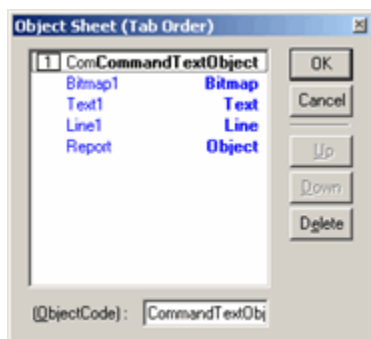 Object Sheet (Tab Order)
1 ComCommandTextObject
Bitmap1 Bitmap
Text1 Text
Line1 Line
Report Object
OK
Cancel
Up
Down
Delete
(ObjectCode) : CommandTextObj